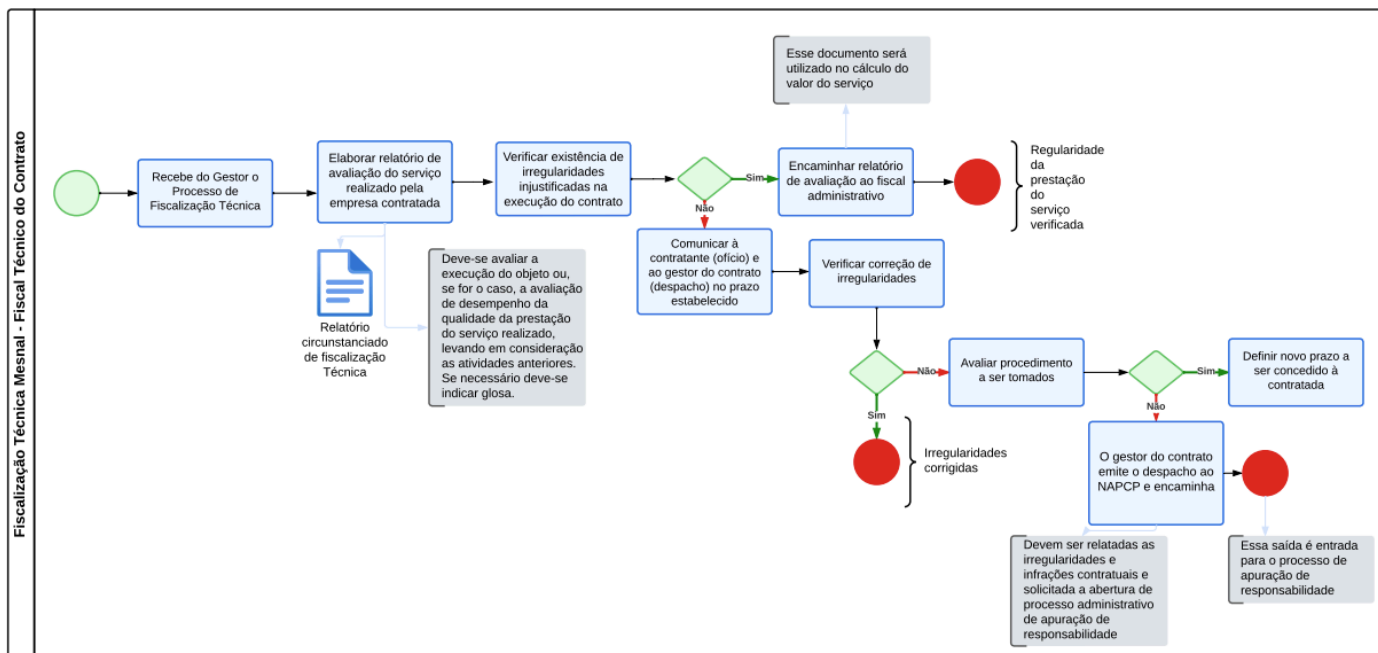 Fiscalização Técnica Mesnal - Fiscal Técnico do Contrato
Recebe do Gestor o
Processo de
Fiscalização Técnica
Elaborar relatório de
avaliação do serviço
realizado pela
empresa contratada
Relatório
circunstanciado
de fiscalização
Técnica
Deve-se avaliar a
execução do objeto ou,
se for o caso, a avaliação
de desempenho da
qualidade da prestação
do serviço realizado,
levando em consideração
as atividades anteriores.
Se necessário deve-se
indicar glosa.
Verificar existência de
irregularidades
injustificadas na
execução do contrato
Sim
Não
Esse documento será
utilizado no cálculo do
valor do serviço
Encaminhar relatório
de avaliação ao fiscal
administrativo
Regularidade
da
prestação
do
serviço
verificada
Comunicar à
contratante (ofício) e
ao gestor do contrato
(despacho) no prazo
estabelecido
Verificar correção de
irregularidades
Não
Sim
Irregularidades
corrigidas
Avaliar procedimento
a ser tomados
Sim
Não
Definir novo prazo a
ser concedido à
contratada
O gestor do contrato
emite o despacho ao
NAPCP e encaminha
Devem ser relatadas as
irregularidades e
infrações contratuais e
solicitada a abertura de
processo administrativo
de apuração de
responsabilidade
Essa saída é entrada
para o processo de
apuração de
responsabilidade